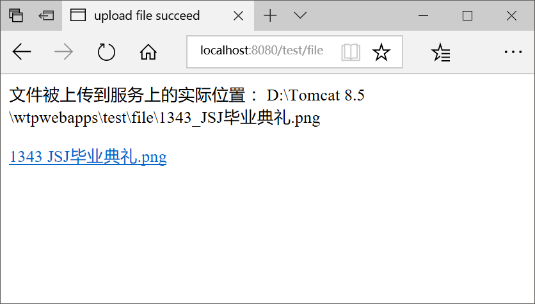 upload file succeed
localhost:8080/test/file
文件被上传到服务上的实际位置： D:\Tomcat 8.5
\wtpwebapps\test\file\1343_JSJ毕业典礼.png
1343 JSJ毕业典礼.png